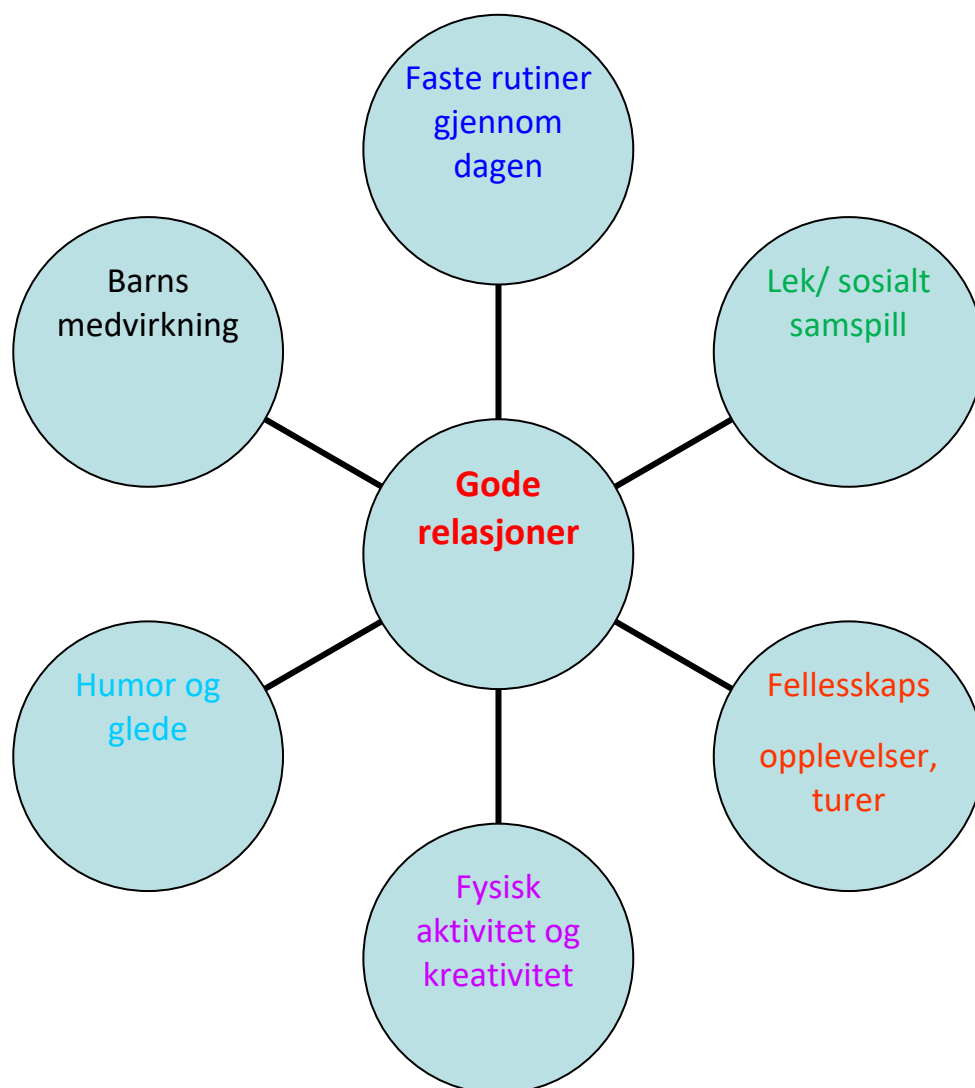 Faste rutiner
gjennom
dagen
Barns
medvirkning
Lek/ sosialt
samspill
Gode
relasjoner
Humor og
glede
Fellesskaps
opplevelser,
turer
Fysisk
aktivitet og
kreativitet